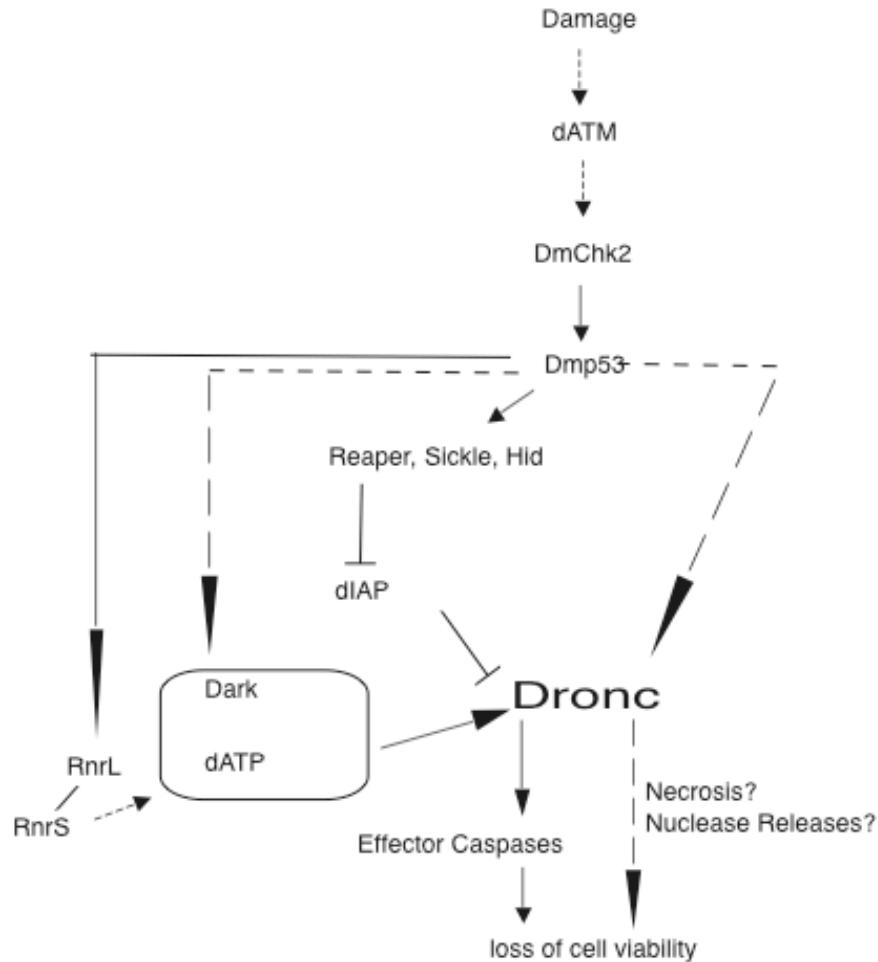 Damage
dATM
DmChk2
Dmp53
Reaper, Sickle, Hid
dIAP
Dark
Dronc
dATP
RnrL
RnrS
Necrosis?
Nuclease Releases?
Effector Caspases
loss of cell viability